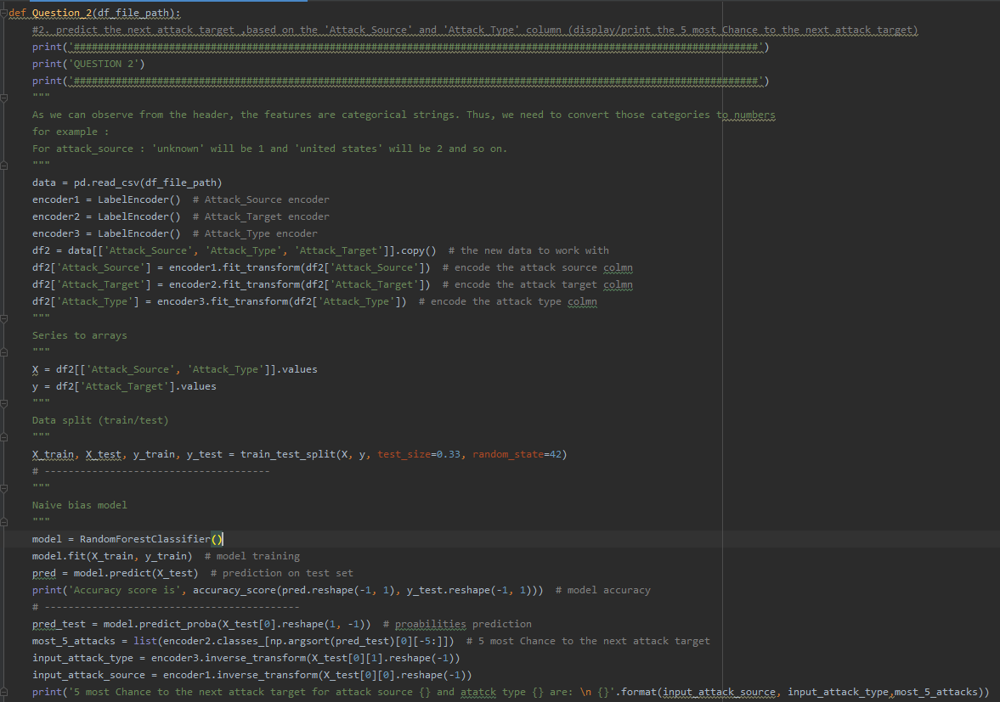 def Question_2(df_file_path):
#2. predict the next attack target ,based on the 'Attack Source' and 'Attack Type' column (display/print the 5 most Chance to the next attack target)
print('###################################################################################################################')
print('QUESTION 2')
print('###################################################################################################################')
"""
As we can observe from the header, the features are categorical strings. Thus, we need to convert those categories to numbers
for example :
For attack_source : 'unknown' will be 1 and 'united states' will be 2 and so on.
"""
data = pd.read_csv(df_file_path)
encoder1 = LabelEncoder()  # Attack_Source encoder
encoder2 = LabelEncoder()  # Attack_Target encoder
encoder3 = LabelEncoder()  # Attack_Type encoder
df2 = data[['Attack_Source', 'Attack_Type', 'Attack_Target']].copy()  # the new data to work with
df2['Attack_Source'] = encoder1.fit_transform(df2['Attack_Source'])  # encode the attack source colmn
df2['Attack_Target'] = encoder2.fit_transform(df2['Attack_Target'])  # encode the attack target colmn
df2['Attack_Type'] = encoder3.fit_transform(df2['Attack_Type'])  # encode the attack type colmn
"""
Series to arrays
"""
X = df2[['Attack_Source', 'Attack_Type']].values
y = df2['Attack_Target'].values
"""
Data split (train/test)
"""
X_train, X_test, y_train, y_test = train_test_split(X, y, test_size=0.33, random_state=42)
# --------------------------------------
"""
Naive bias model
"""
model = RandomForestClassifier()
model.fit(X_train, y_train)  # model training
pred = model.predict(X_test)  # prediction on test set
print('Accuracy score is', accuracy_score(pred.reshape(-1, 1), y_test.reshape(-1, 1)))  # model accuracy
# -------------------------------------------
pred_test = model.predict_proba(X_test[0].reshape(1, -1))  # proabilities prediction
most_5_attacks = list(encoder2.classes_[np.argsort(pred_test)[0][-5:]])  # 5 most Chance to the next attack target
input_attack_type = encoder3.inverse_transform(X_test[0][1].reshape(-1))
input_attack_source = encoder1.inverse_transform(X_test[0][0].reshape(-1))
print('5 most Chance to the next attack target for attack source {} and atatck type {} are: \n {}'.format(input_attack_source, input_attack_type,most_5_attacks))